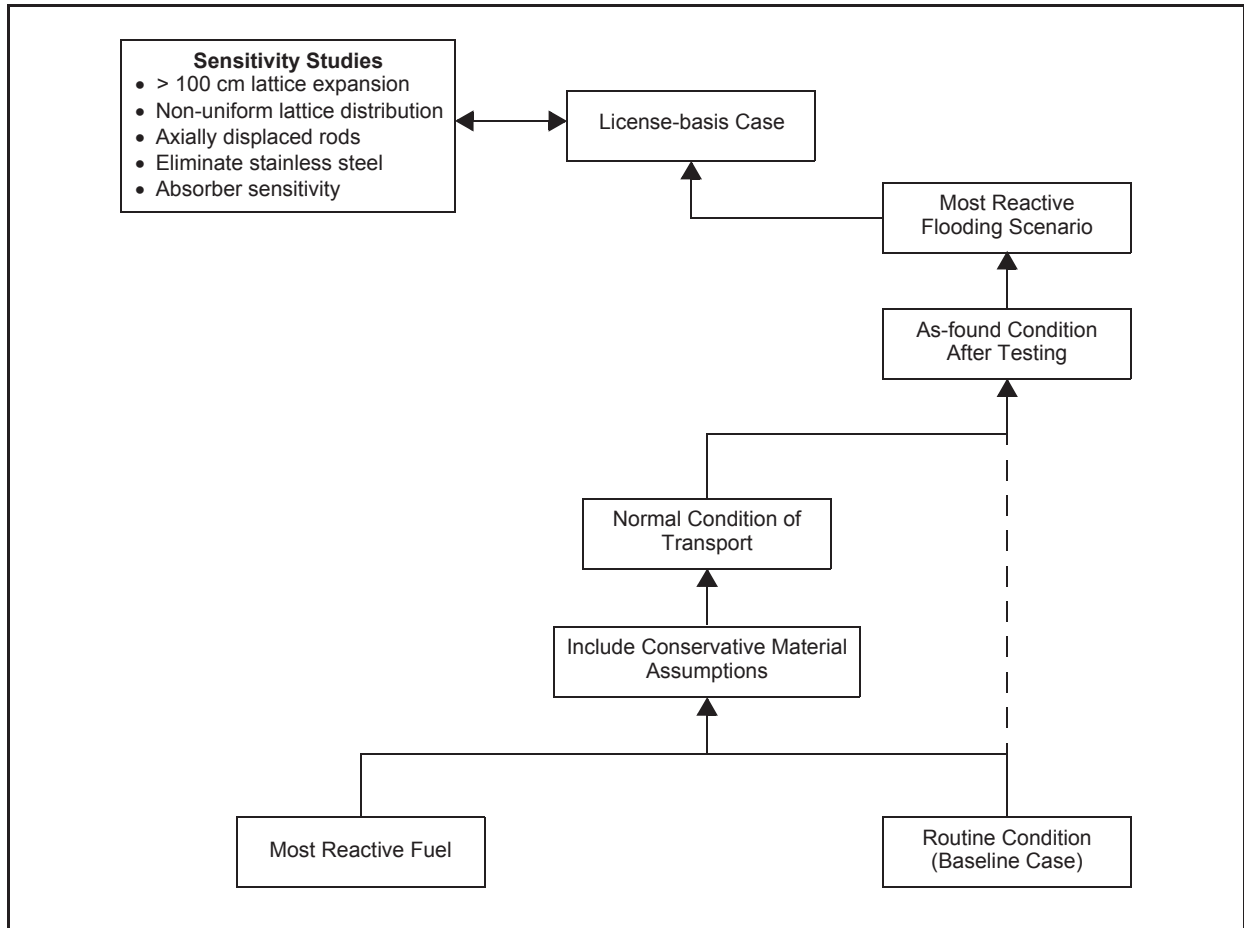 Sensitivity Studies
• > 100 cm lattice expansion
• Non-uniform lattice distribution
• Axially displaced rods
• Eliminate stainless steel
• Absorber sensitivity
License-basis Case
Most Reactive
Flooding Scenario
As-found Condition
After Testing
Normal Condition of
Transport
Include Conservative Material
Assumptions
Most Reactive Fuel
Routine Condition
(Baseline Case)